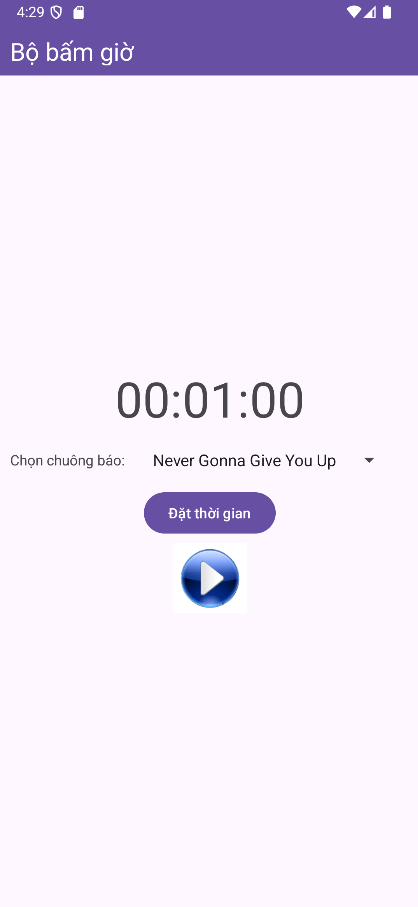 4:29
Bộ bấm giờ
00:01:00
Chọn chuông báo: Never Gonna Give You Up
Đặt thời gian